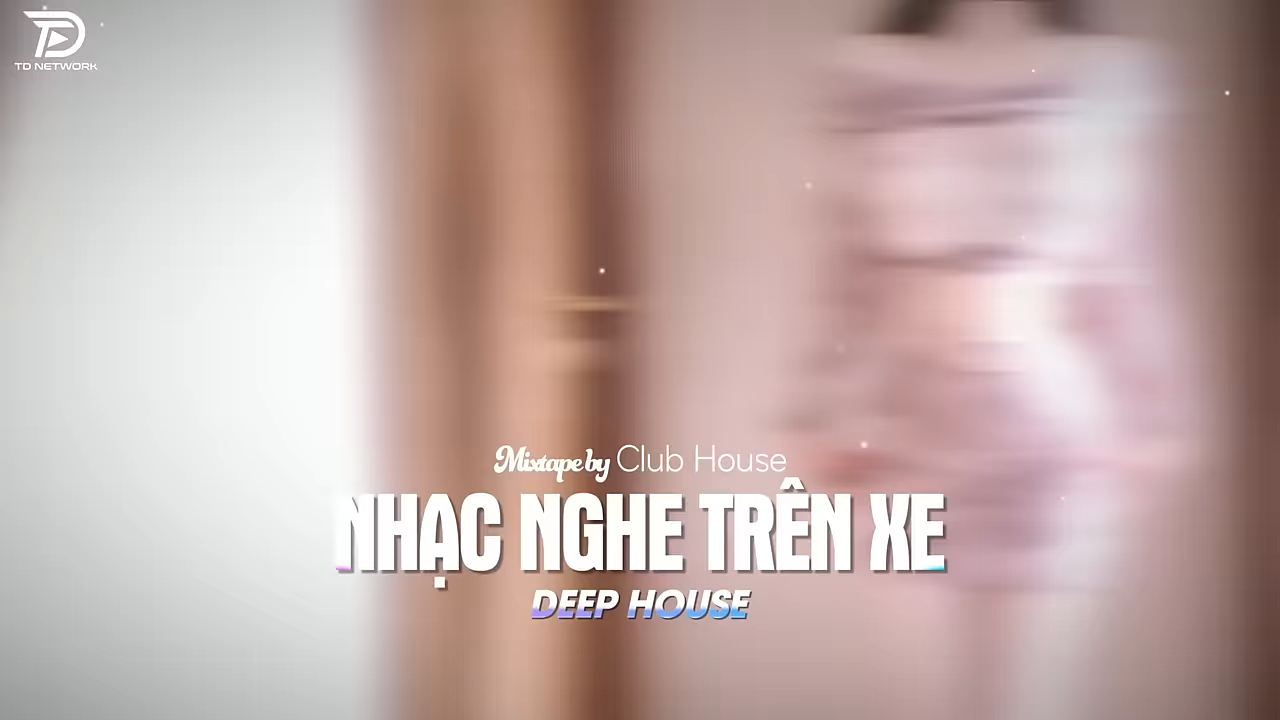 TD NETWORK
Mixtape by Club House
NHẠC NGHE TRÊN XE
DEEP HOUSE